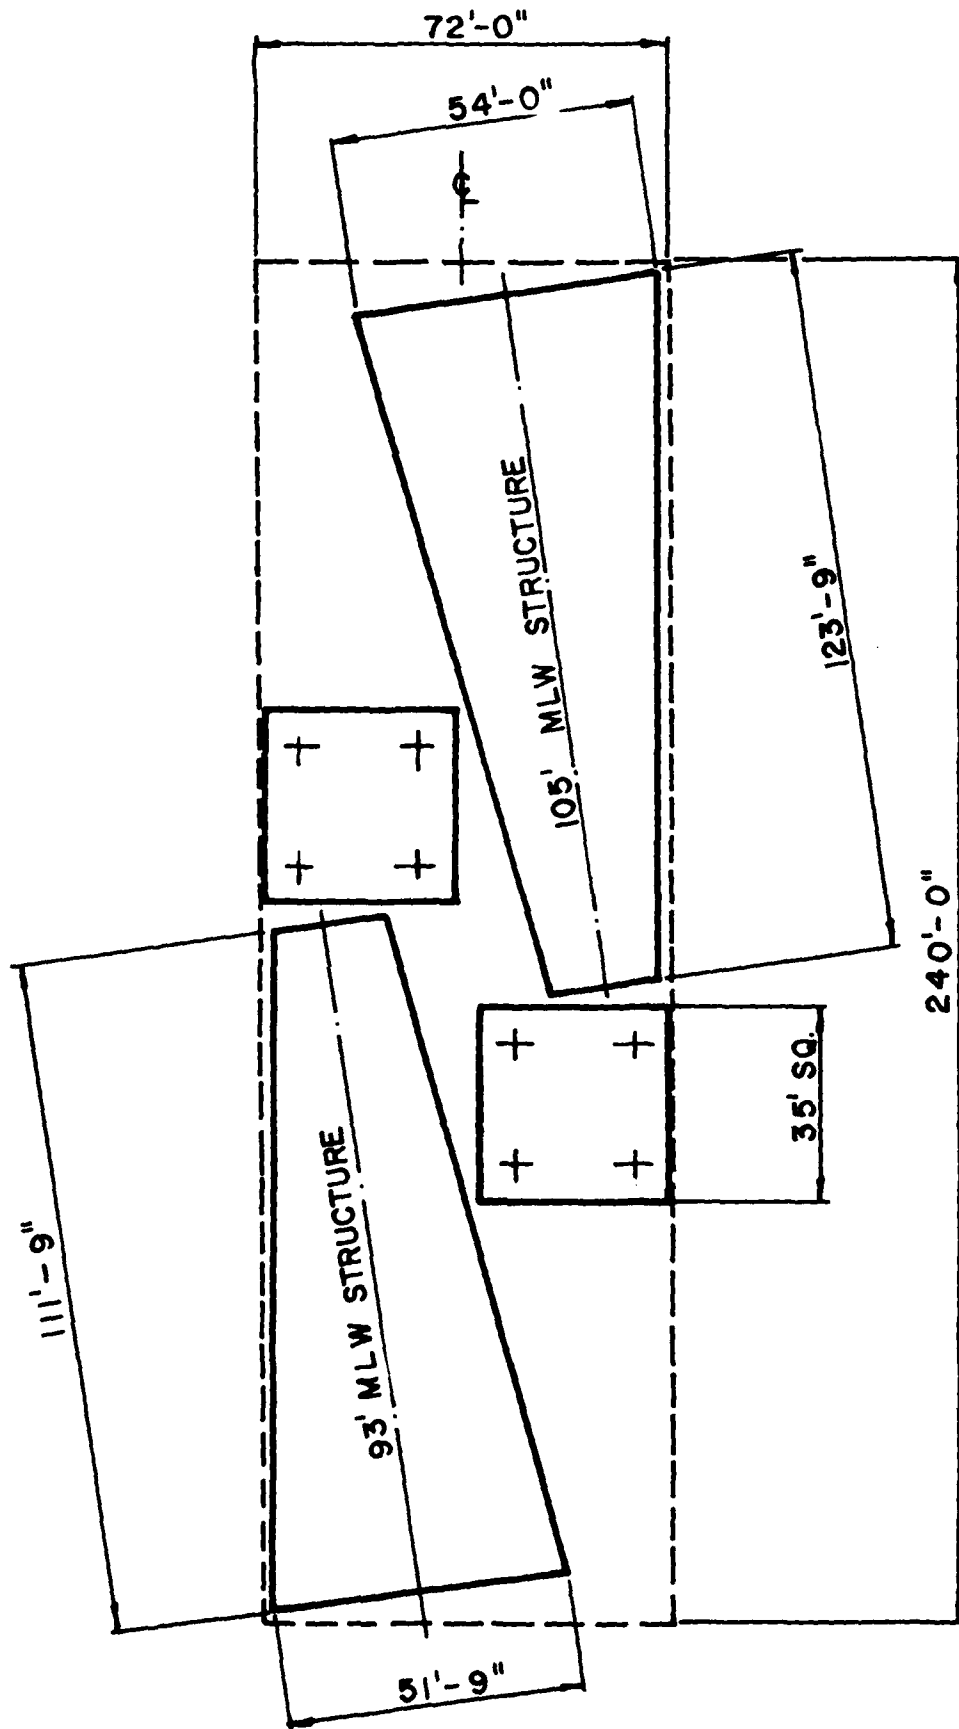 72'-0"
54'-0"
℄
105' MLW STRUCTURE
123'-9"
240'-0"
35' SQ.
93' MLW STRUCTURE
111'-9"
51'-9"